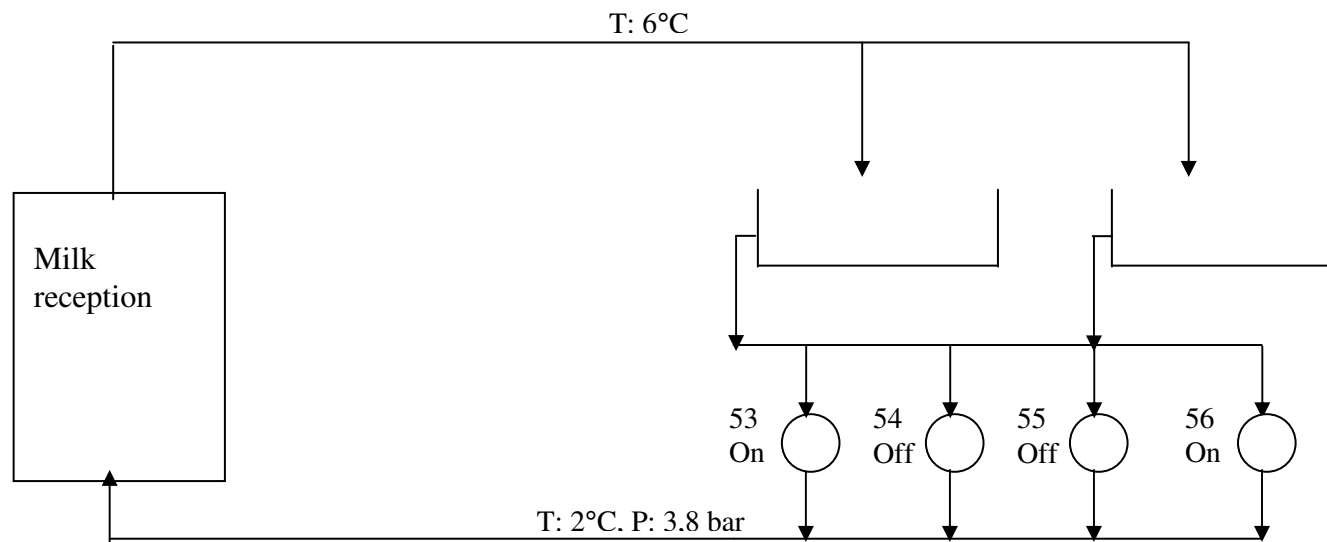 T: 6°C
Milk
reception
53
On
54
Off
55
Off
56
On
T: 2°C, P: 3.8 bar